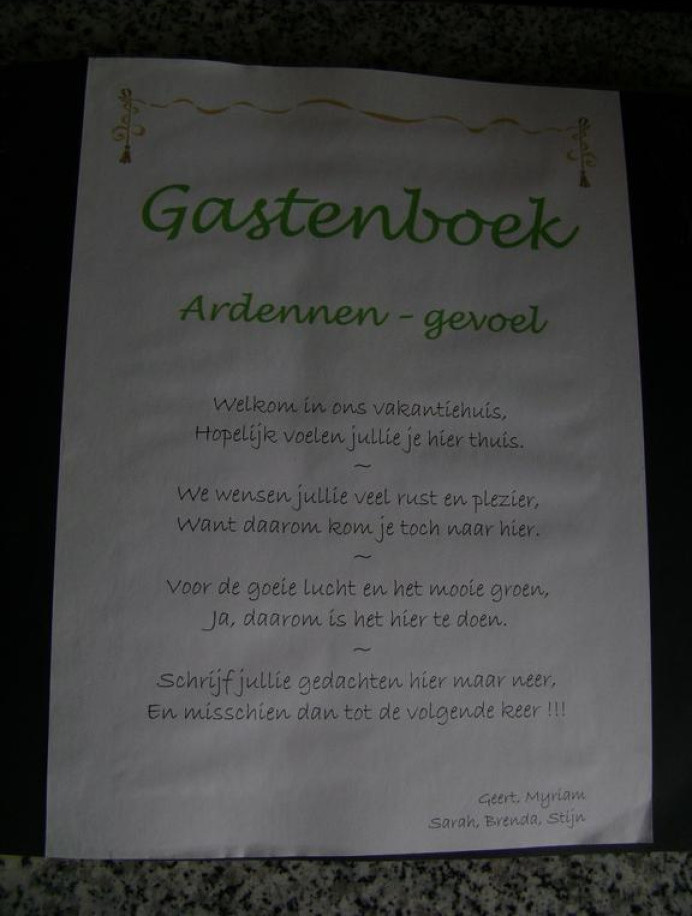 Gastenboek
Ardennen - gevoel
Welkom in ons vakantiehuis,
Hopelijk voelen jullie je hier thuis.
~
We wensen jullie veel rust en plezier,
Want daarom kom je toch naar hier.
~
Voor de goeie lucht en het mooie groen,
Ja, daarom is het hier te doen.
~
Schrijf jullie gedachten hier maar neer,
En misschien dan tot de volgende keer !!!
Geert, Myriam
Sarah, Brenda, Stijn